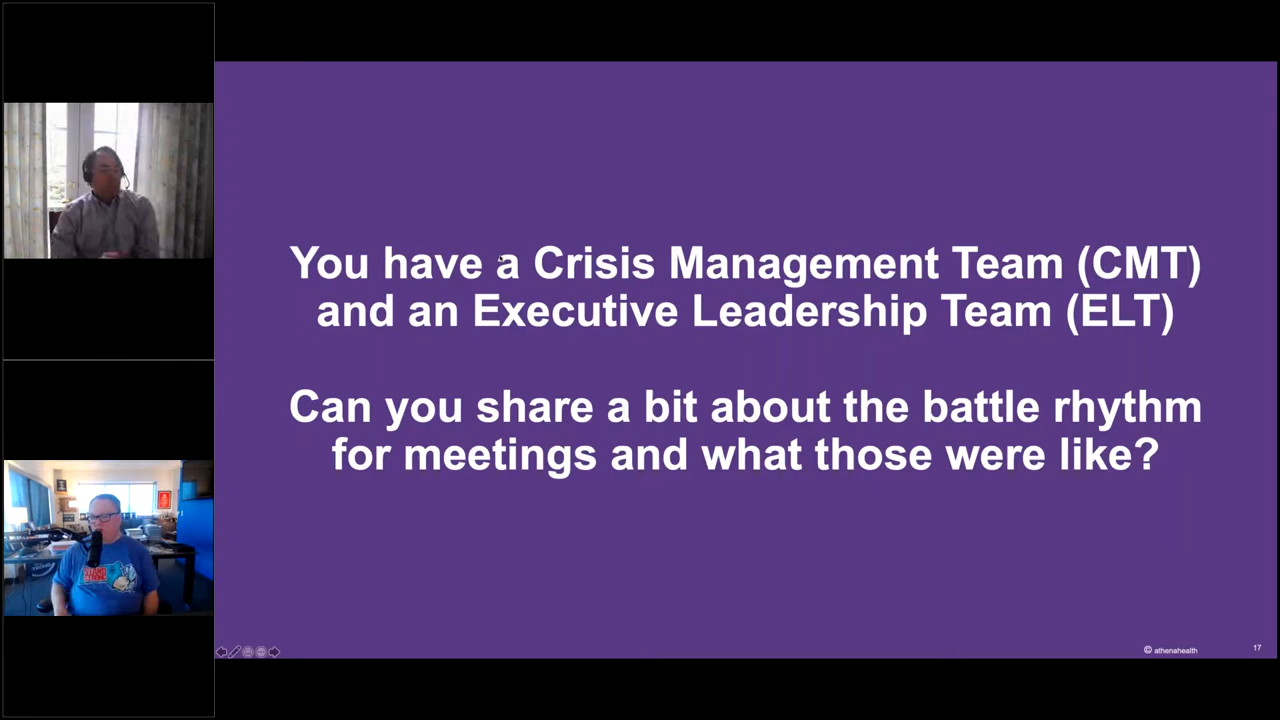 You have a Crisis Management Team (CMT)
and an Executive Leadership Team (ELT)
Can you share a bit about the battle rhythm
for meetings and what those were like?
© athenahealth
17